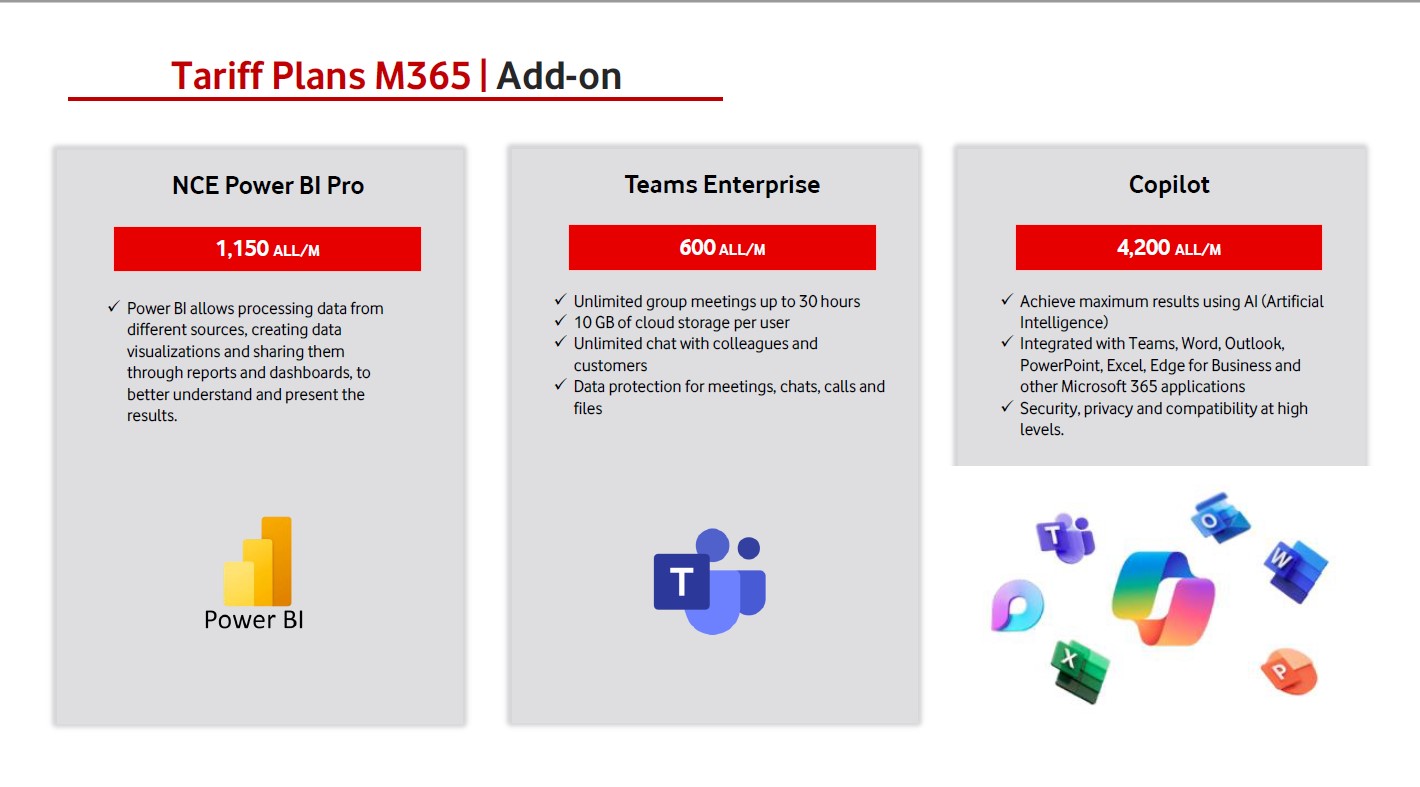 Tariff Plans M365 | Add-on
NCE Power BI Pro
1,150 ALL/M
✓ Power BI allows processing data from
different sources, creating data
visualizations and sharing them
through reports and dashboards, to
better understand and present the
results.
Power BI
Teams Enterprise
600 ALL/M
✓ Unlimited group meetings up to 30 hours
✓ 10 GB of cloud storage per user
✓ Unlimited chat with colleagues and
customers
✓ Data protection for meetings, chats, calls and
files
T
Copilot
4,200 ALL/M
✓ Achieve maximum results using AI (Artificial
Intelligence)
✓ Integrated with Teams, Word, Outlook,
PowerPoint, Excel, Edge for Business and
other Microsoft 365 applications
✓ Security, privacy and compatibility at high
levels.
T
O
W
X
P